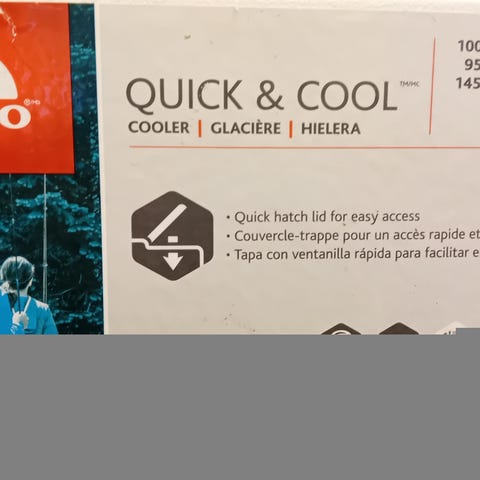 O®/MD
QUICK & COOL™/MC
COOLER | GLACIÈRE | HIELERA
100
95
145
• Quick hatch lid for easy access
• Couvercle-trappe pour un accès rapide et
• Tapa con ventanilla rápida para facilitar e